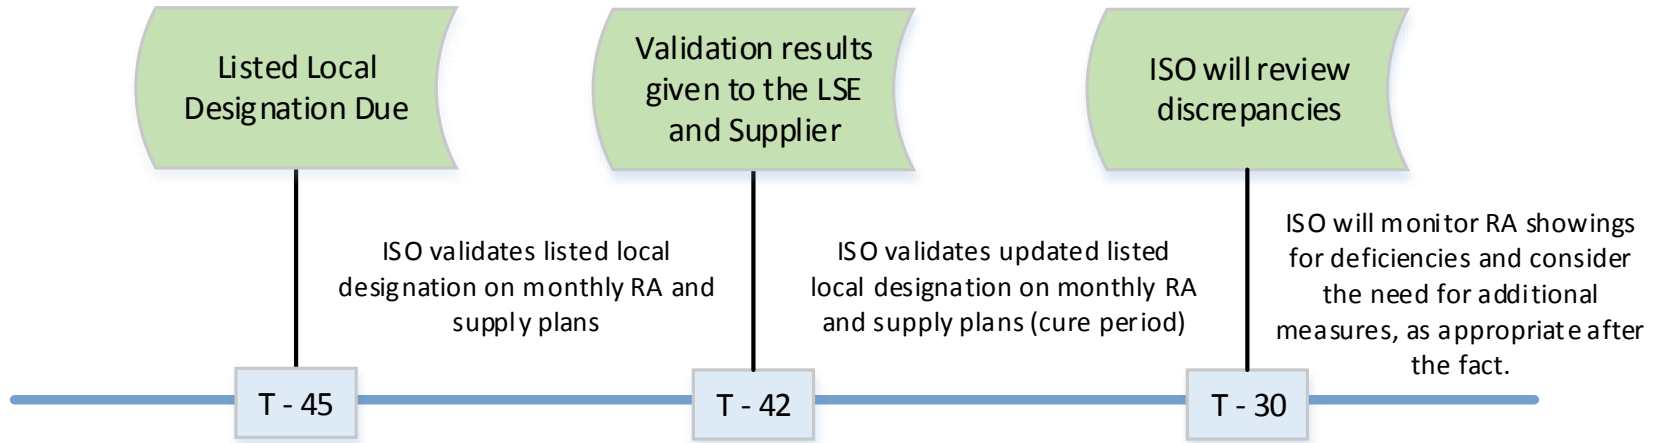 Listed Local
Designation Due
Validation results
given to the LSE
and Supplier
ISO will review
discrepancies
ISO validates listed local
designation on monthly RA and
supply plans
ISO validates updated listed
local designation on monthly RA
and supply plans (cure period)
ISO will monitor RA showings
for deficiencies and consider
the need for additional
measures, as appropriate after
the fact.
T - 45
T - 42
T - 30